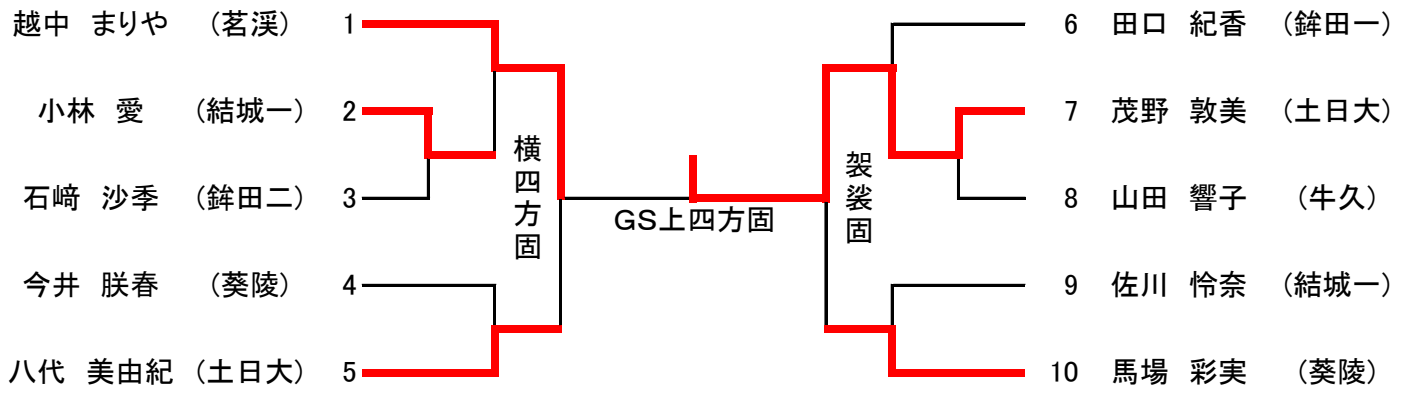 越中 まりや (茗渓) 1
小林 愛 (結城一) 2
石﨑 沙季 (鉾田二) 3
今井 朕春 (葵陵) 4
八代 美由紀 (土日大) 5
横四方固
GS上四方固
袈裟固
6 田口 紀香 (鉾田一)
7 茂野 敦美 (土日大)
8 山田 響子 (牛久)
9 佐川 怜奈 (結城一)
10 馬場 彩実 (葵陵)